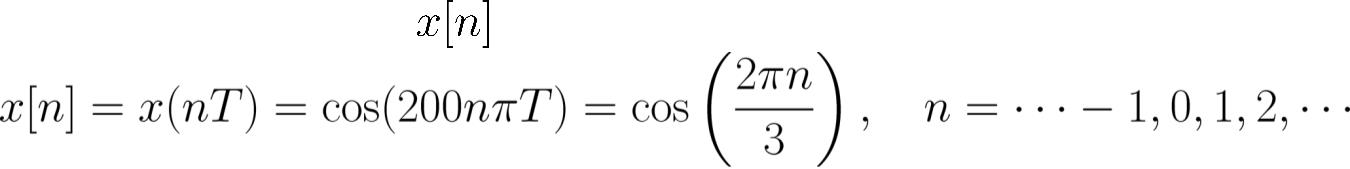 x[n]
x[n] = x(nT) = cos(200nπT) = cos(2πn/3), n = ⋯ − 1, 0, 1, 2, ⋯